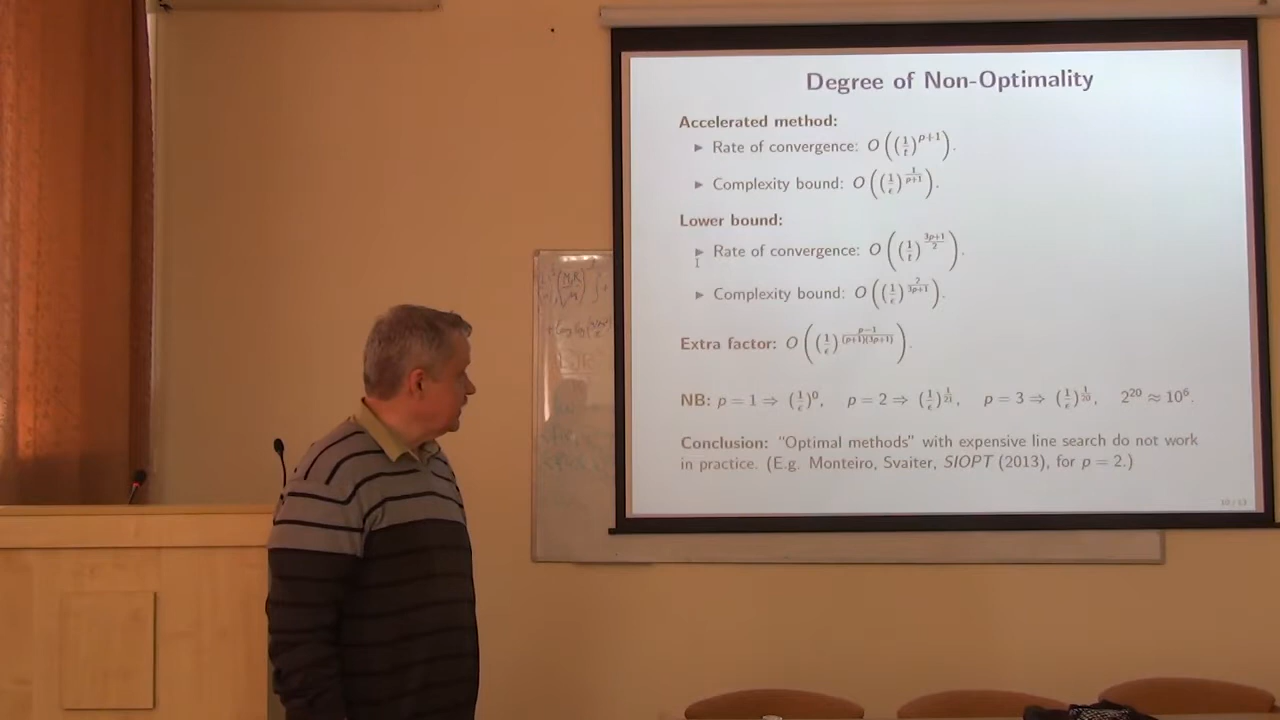 Degree of Non-Optimality
Accelerated method:
► Rate of convergence: O((1/t)^{p+1}).
► Complexity bound: O((1/ϵ)^{1/(p+1)}).
Lower bound:
► Rate of convergence: O((1/t)^{(3p+1)/2}).
► Complexity bound: O((1/ϵ)^{2/(3p+1)}).
Extra factor: O((1/ϵ)^{(p−1)/((p+1)(3p+1))}).
NB: p = 1 ⇒ (1/ϵ)^0, p = 2 ⇒ (1/ϵ)^{1/21}, p = 3 ⇒ (1/ϵ)^{1/20}, 2^{20} ≈ 10^6.
Conclusion: "Optimal methods" with expensive line search do not work
in practice. (E.g. Monteiro, Svaiter, SIOPT (2013), for p = 2.)